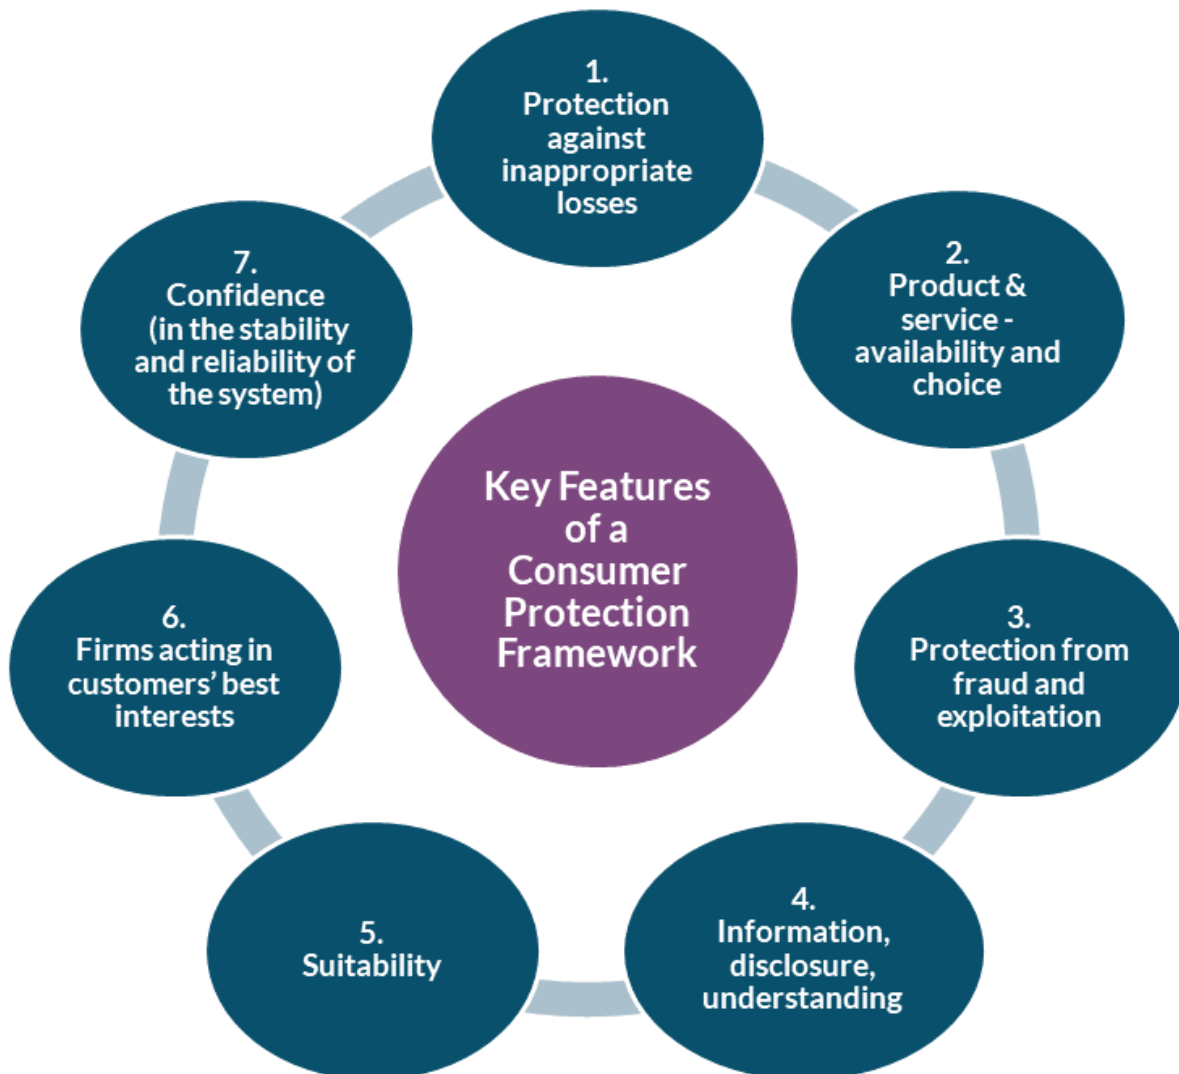 1.
Protection
against
inappropriate
losses
2.
Product &
service -
availability and
choice
3.
Protection from
fraud and
exploitation
4.
Information,
disclosure,
understanding
5.
Suitability
6.
Firms acting in
customers’ best
interests
7.
Confidence
(in the stability
and reliability of
the system)
Key Features
of a
Consumer
Protection
Framework